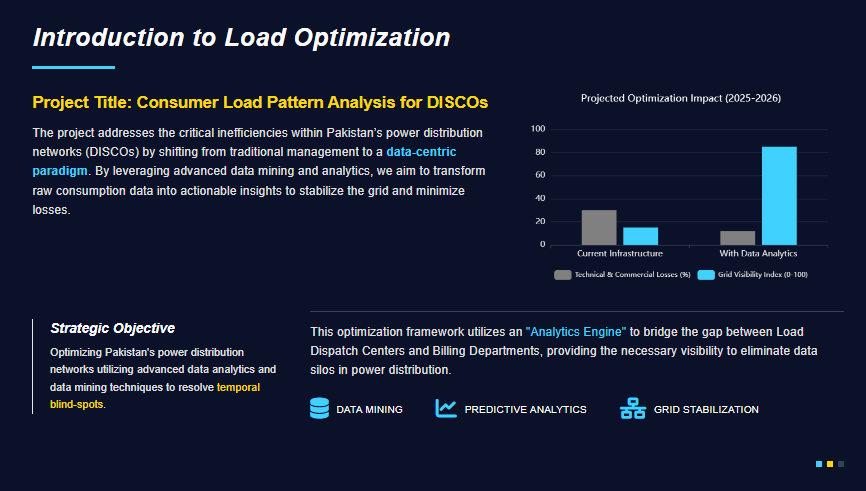 Introduction to Load Optimization
Project Title: Consumer Load Pattern Analysis for DISCOs
The project addresses the critical inefficiencies within Pakistan's power distribution
networks (DISCOs) by shifting from traditional management to a data-centric
paradigm. By leveraging advanced data mining and analytics, we aim to transform
raw consumption data into actionable insights to stabilize the grid and minimize
losses.
Projected Optimization Impact (2025-2026)
100
80
60
40
20
0
Current Infrastructure
With Data Analytics
Technical & Commercial Losses (%)
Grid Visibility Index (0-100)
Strategic Objective
Optimizing Pakistan's power distribution
networks utilizing advanced data analytics and
data mining techniques to resolve temporal
blind-spots.
This optimization framework utilizes an "Analytics Engine" to bridge the gap between Load
Dispatch Centers and Billing Departments, providing the necessary visibility to eliminate data
silos in power distribution.
DATA MINING
PREDICTIVE ANALYTICS
GRID STABILIZATION